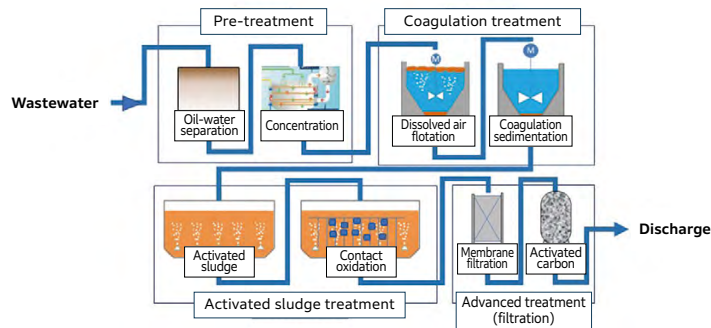 Pre-treatment
Coagulation treatment
Wastewater
Oil-water
separation
Concentration
M
Dissolved air
flotation
M
Coagulation
sedimentation
Activated
sludge
Contact
oxidation
Activated sludge treatment
Membrane
filtration
Activated
carbon
Advanced treatment
(filtration)
Discharge